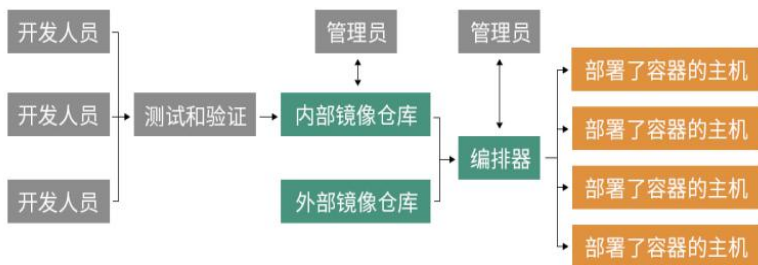 开发人员
开发人员
开发人员
测试和验证
管理员
内部镜像仓库
外部镜像仓库
管理员
编排器
部署了容器的主机
部署了容器的主机
部署了容器的主机
部署了容器的主机